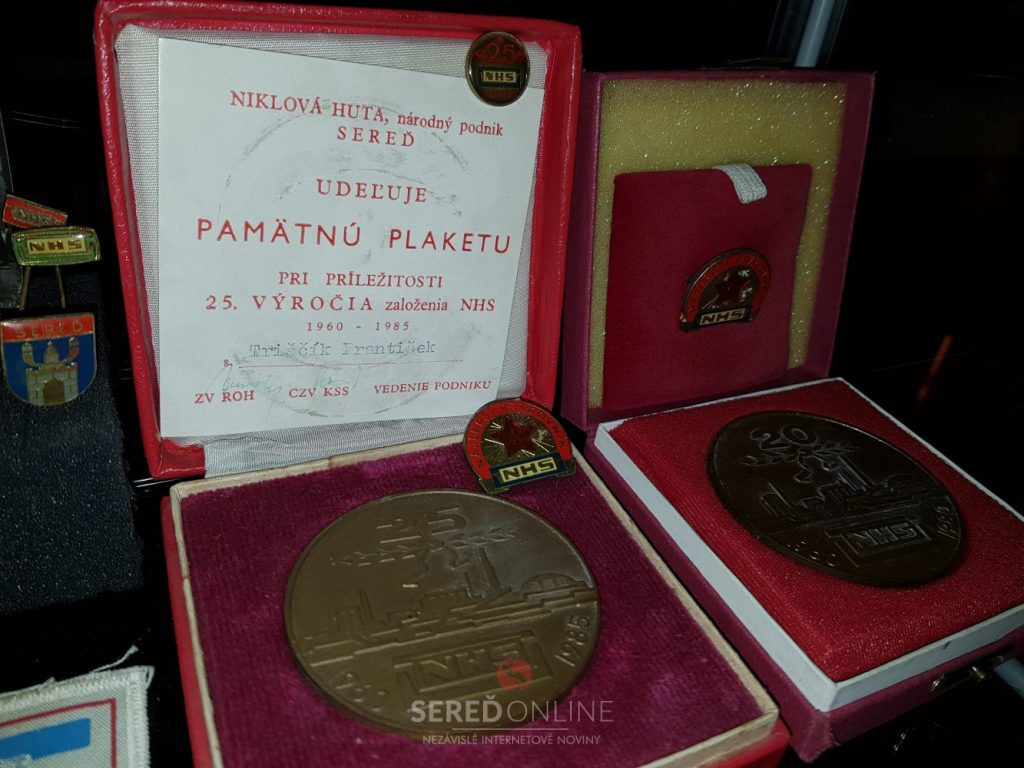 25
NHS
NIKLOVÁ HUTA, národný podnik
SEREĎ
UDEĽUJE
PAMÄTNÚ PLAKETU
PRI PRÍLEŽITOSTI
25. VÝROČIA založenia NHS
1960 - 1985
s. Triščík František
ZV ROH CZV KSS VEDENIE PODNIKU
NHS
SEREĎ
NHS
NHS
25
NHS
1960 1985
20
NHS
1980
SEREĎONLINE
NEZÁVISLÉ INTERNETOVÉ NOVINY